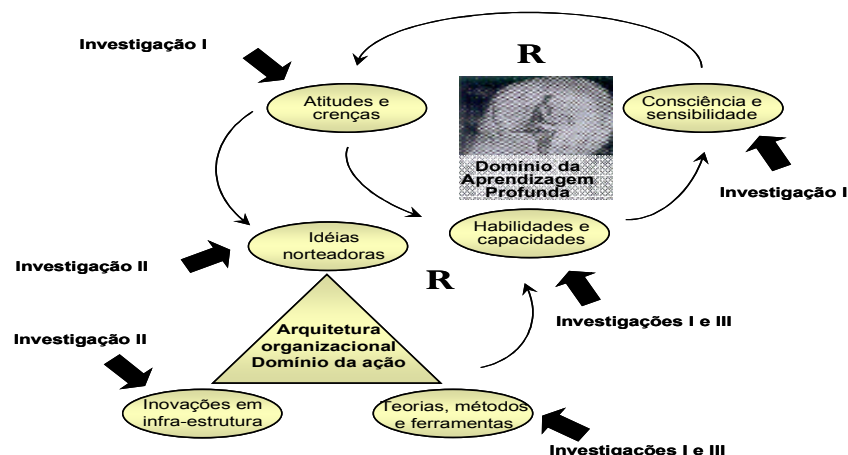 Investigação I
R
Atitudes e
crenças
Consciência e
sensibilidade
Domínio da
Aprendizagem
Profunda
Investigação I
Habilidades e
capacidades
Idéias
norteadoras
Investigação II
R
Investigações I e III
Investigação II
Arquitetura
organizacional
Domínio da ação
Inovações em
infra-estrutura
Teorias, métodos
e ferramentas
Investigações I e III